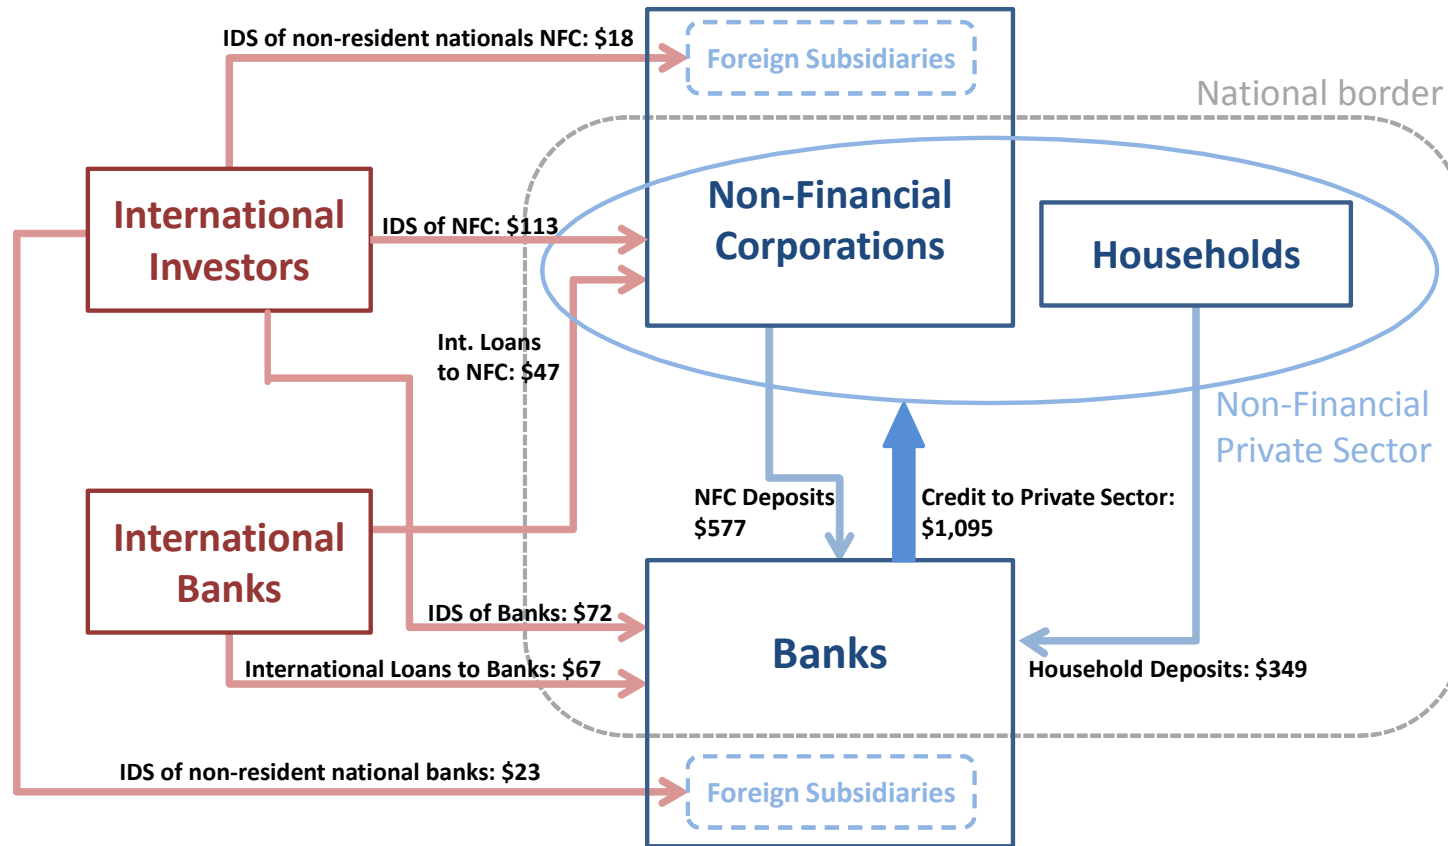 IDS of non-resident nationals NFC: $18
Foreign Subsidiaries
National border
International
Investors
IDS of NFC: $113
Non-Financial
Corporations
Households
Int. Loans
to NFC: $47
Non-Financial
Private Sector
NFC Deposits
$577
Credit to Private Sector:
$1,095
International
Banks
IDS of Banks: $72
International Loans to Banks: $67
Banks
Household Deposits: $349
IDS of non-resident national banks: $23
Foreign Subsidiaries